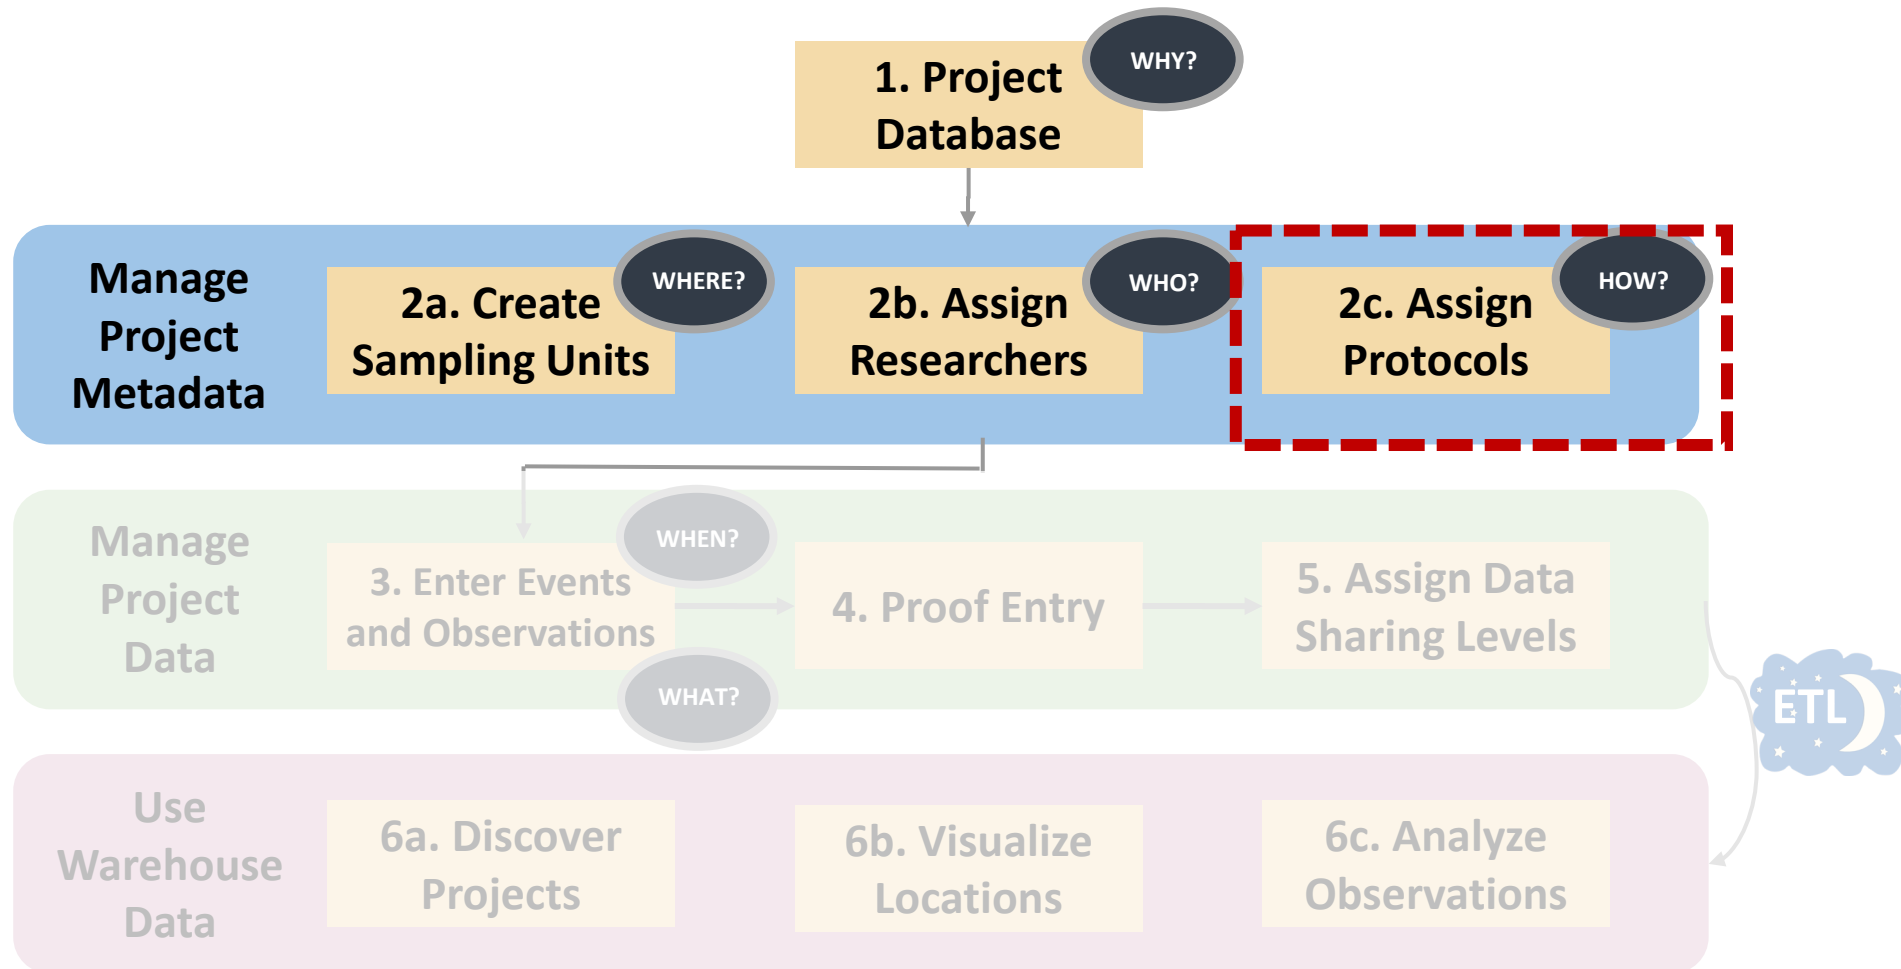 1. Project
Database
WHY?
Manage
Project
Metadata
2a. Create
Sampling Units
WHERE?
2b. Assign
Researchers
WHO?
2c. Assign
Protocols
HOW?
Manage
Project
Data
3. Enter Events
and Observations
WHEN?
WHAT?
4. Proof Entry
5. Assign Data
Sharing Levels
ETL
Use
Warehouse
Data
6a. Discover
Projects
6b. Visualize
Locations
6c. Analyze
Observations